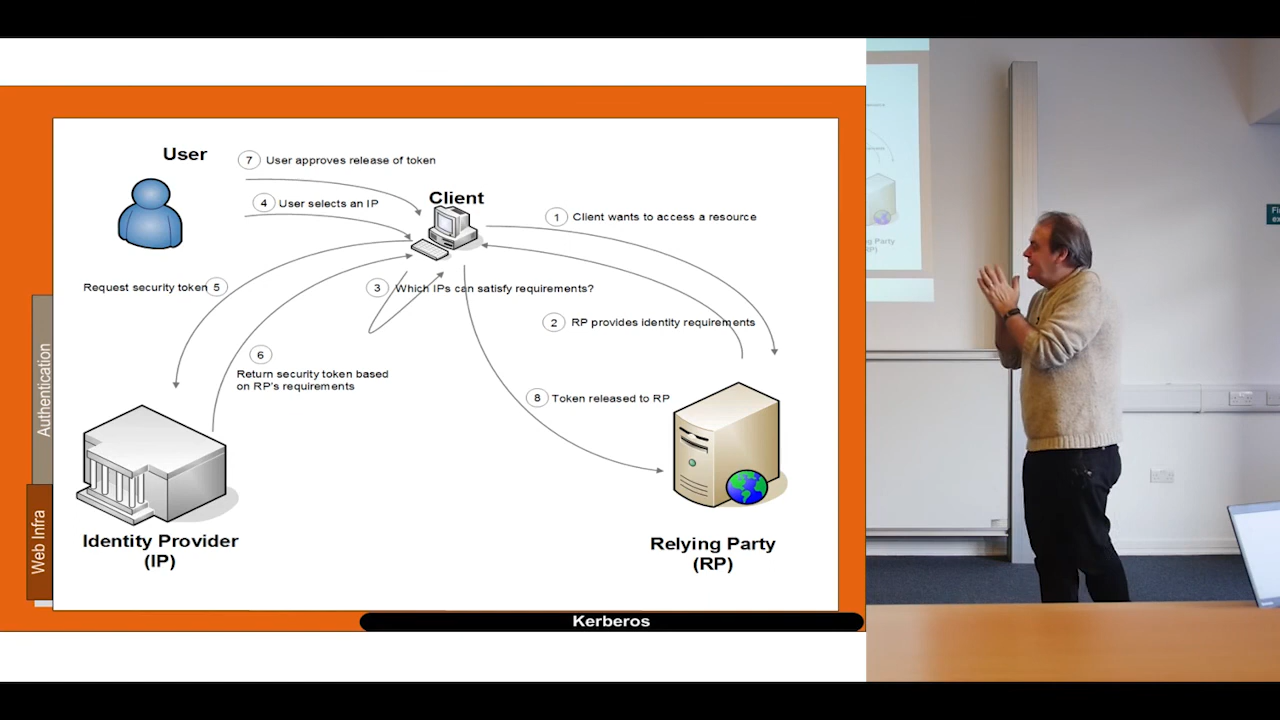 User
7 User approves release of token
4 User selects an IP
Client
1 Client wants to access a resource
Request security token 5
3 Which IPs can satisfy requirements?
2 RP provides identity requirements
6
Return security token based
on RP's requirements
8 Token released to RP
Identity Provider
(IP)
Relying Party
(RP)
Authentication
Web Infra
Kerberos